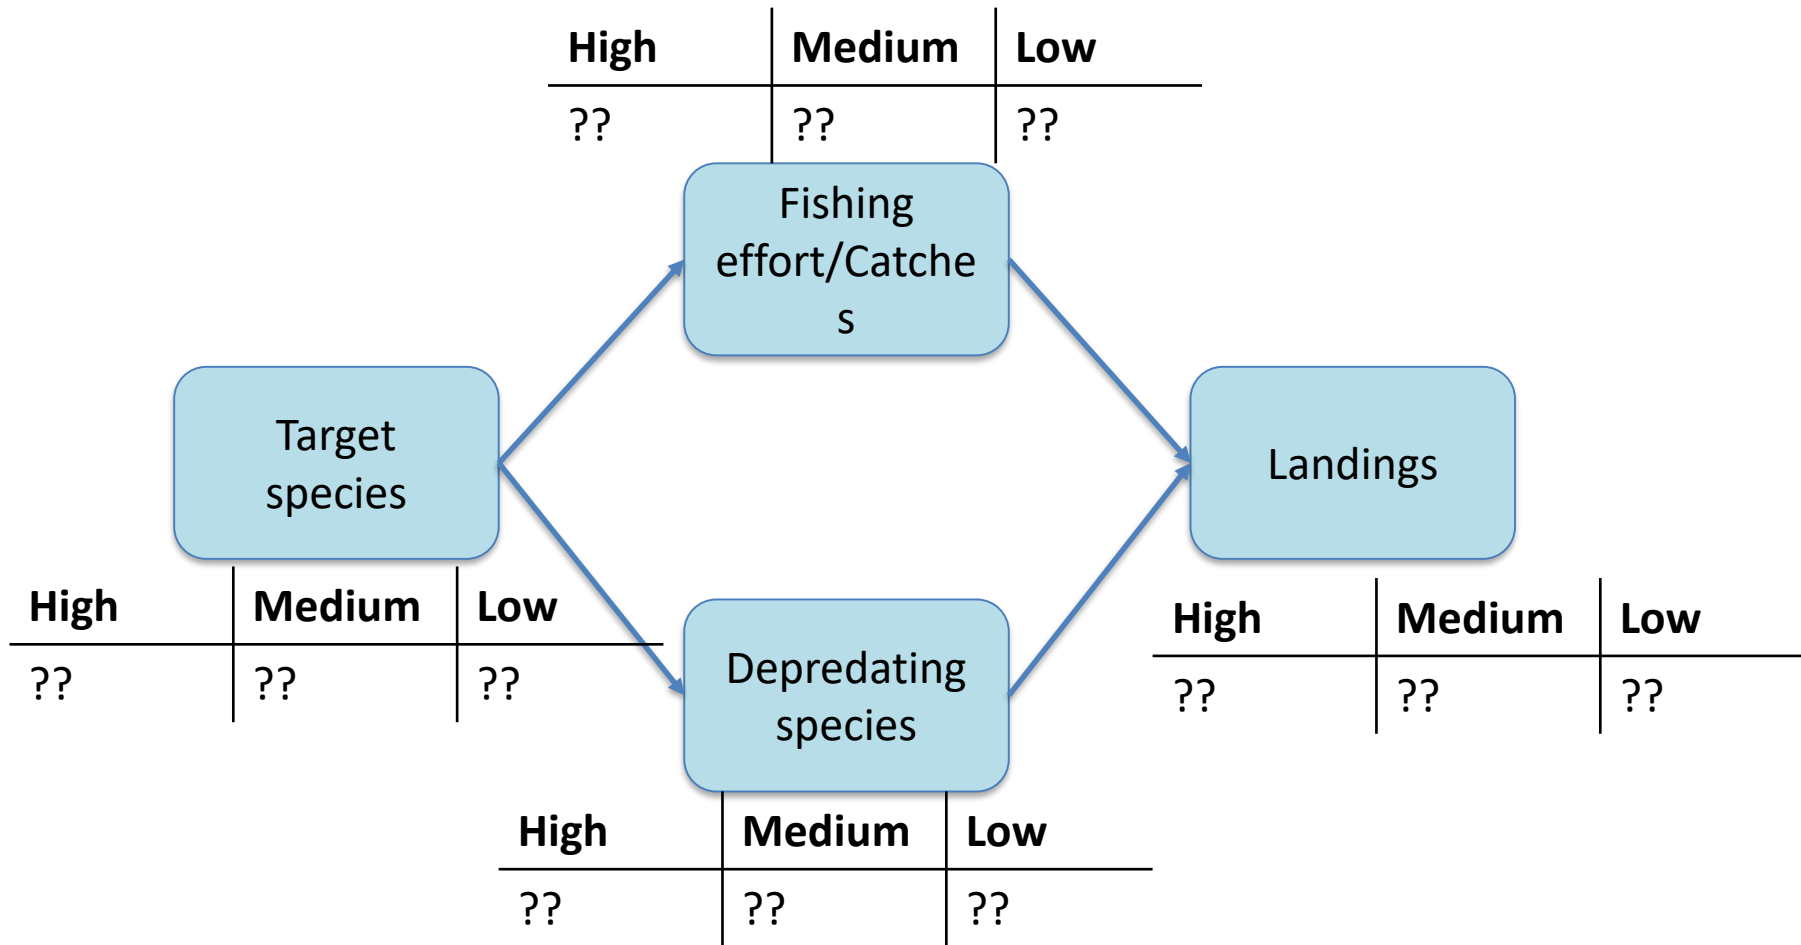 High Medium Low
?? ?? ??
Fishing
effort/Catche
s
Target
species
High Medium Low
?? ?? ??
Landings
High Medium Low
?? ?? ??
Depredating
species
High Medium Low
?? ?? ??